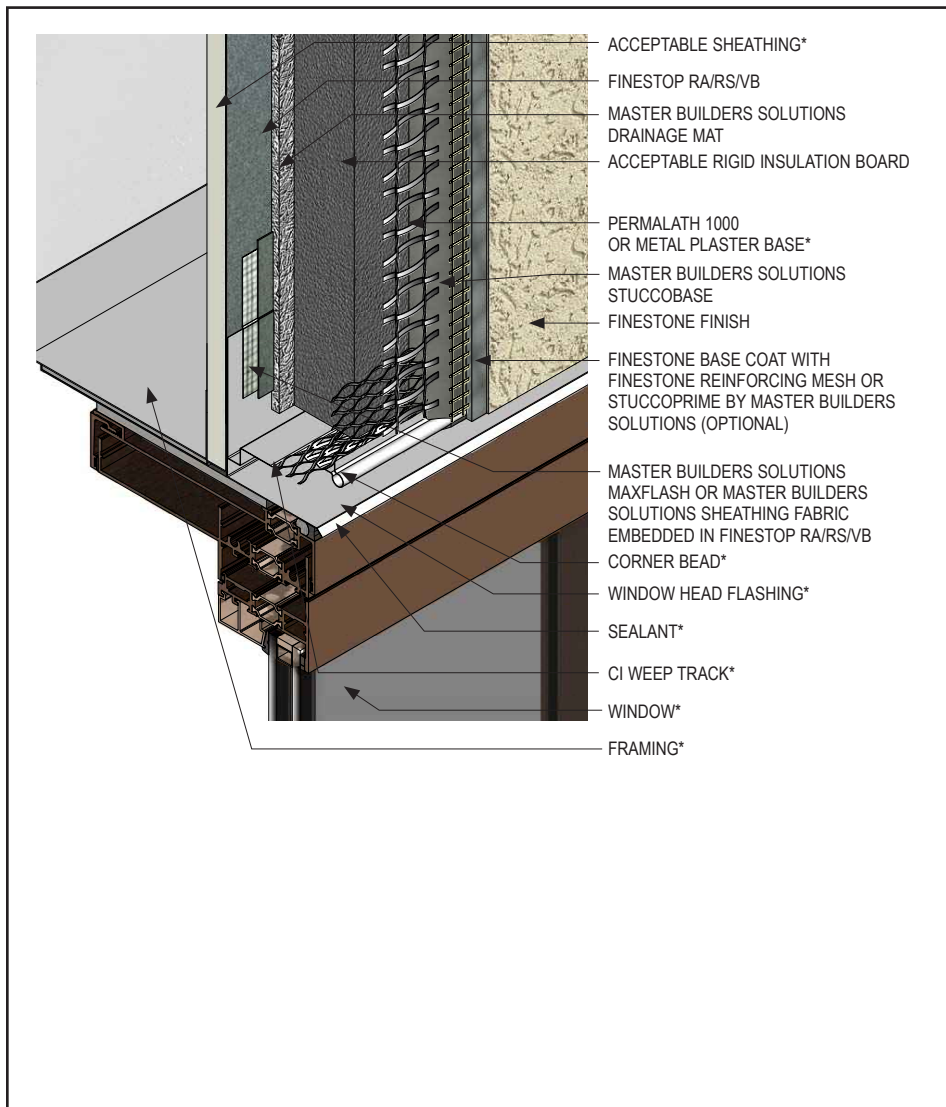 ACCEPTABLE SHEATHING*
FINESTOP RA/RS/VB
MASTER BUILDERS SOLUTIONS
DRAINAGE MAT
ACCEPTABLE RIGID INSULATION BOARD
PERMALATH 1000
OR METAL PLASTER BASE*
MASTER BUILDERS SOLUTIONS
STUCCOBASE
FINESTONE FINISH
FINESTONE BASE COAT WITH
FINESTONE REINFORCING MESH OR
STUCCOPRIME BY MASTER BUILDERS
SOLUTIONS (OPTIONAL)
MASTER BUILDERS SOLUTIONS
MAXFLASH OR MASTER BUILDERS
SOLUTIONS SHEATHING FABRIC
EMBEDDED IN FINESTOP RA/RS/VB
CORNER BEAD*
WINDOW HEAD FLASHING*
SEALANT*
CI WEEP TRACK*
WINDOW*
FRAMING*